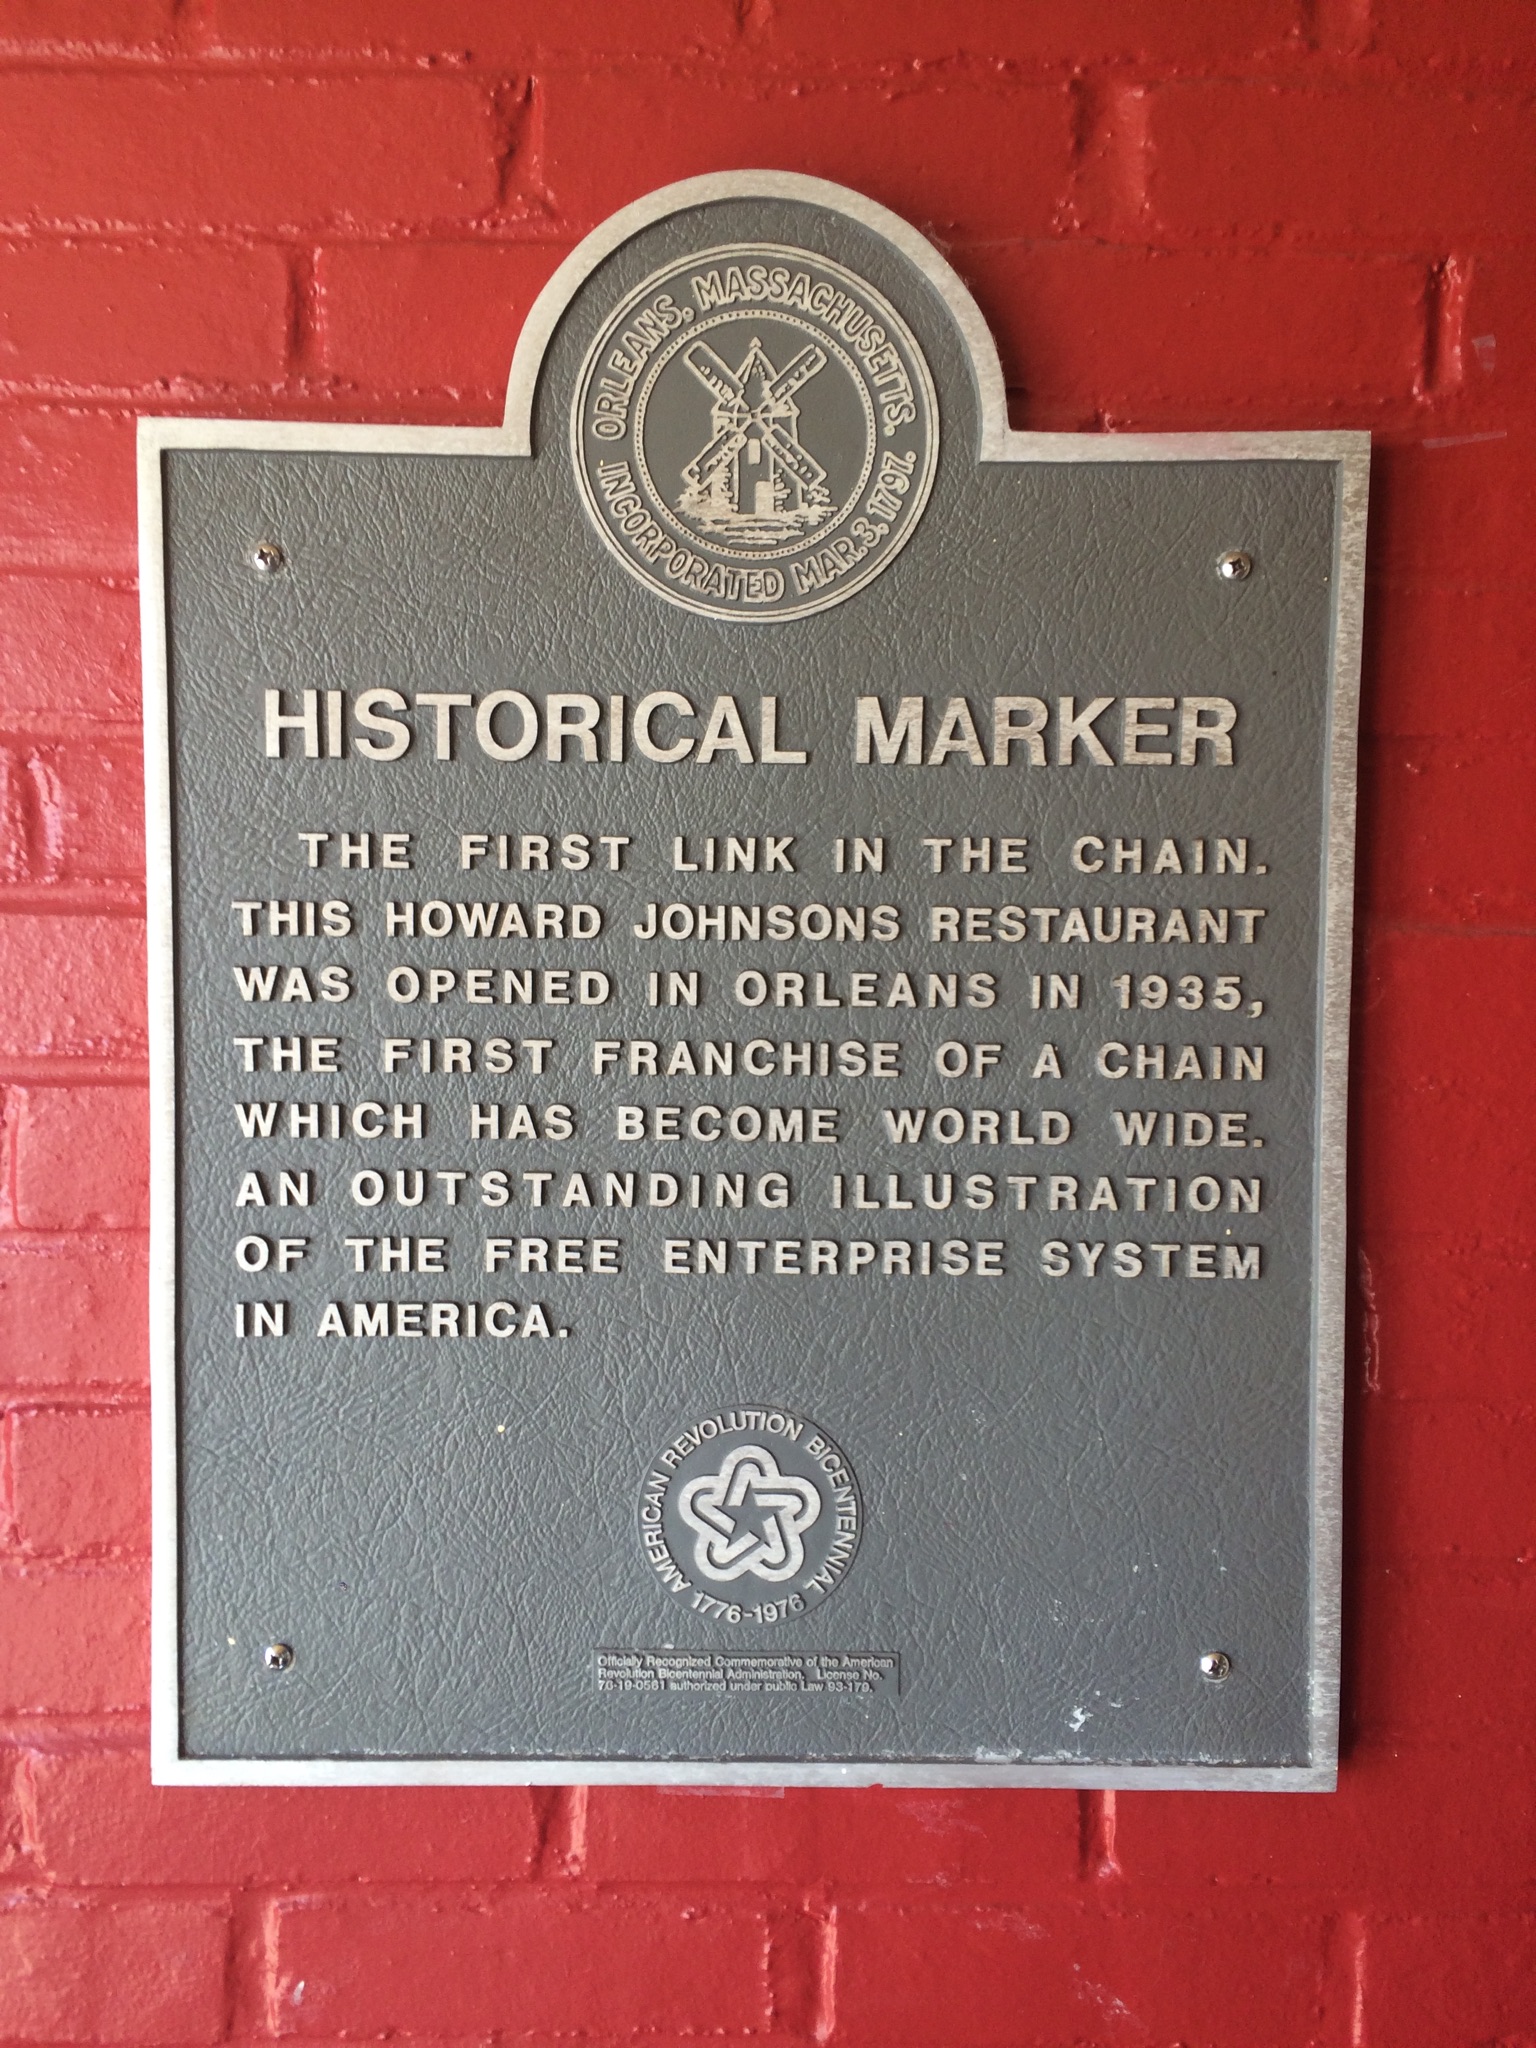 ORLEANS, MASSACHUSETTS.
INCORPORATED MAR. 3, 1797.
HISTORICAL MARKER
THE FIRST LINK IN THE CHAIN.
THIS HOWARD JOHNSONS RESTAURANT
WAS OPENED IN ORLEANS IN 1935,
THE FIRST FRANCHISE OF A CHAIN
WHICH HAS BECOME WORLD WIDE.
AN OUTSTANDING ILLUSTRATION
OF THE FREE ENTERPRISE SYSTEM
IN AMERICA.
AMERICAN REVOLUTION BICENTENNIAL
1776-1976
Officially Recognized Commemorative of the American
Revolution Bicentennial Administration. License No.
76-19-0561 authorized under public Law 93-179.